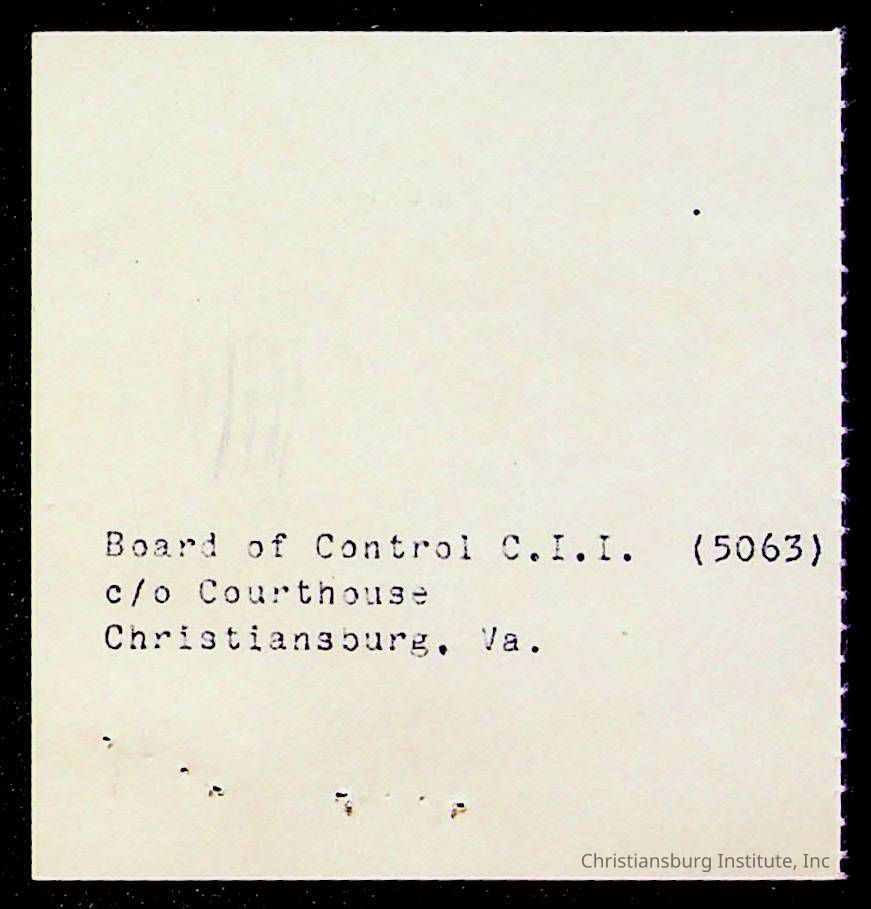 Board of Control C.I.I. (5063)
c/o Courthouse
Christiansburg, Va.
Christiansburg Institute, Inc